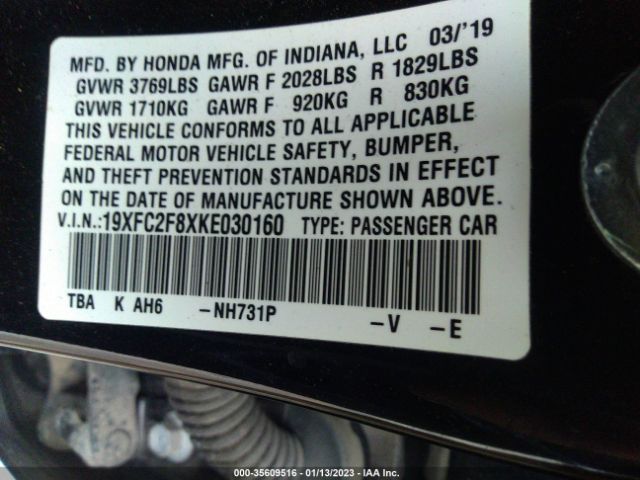 MFD. BY HONDA MFG. OF INDIANA, LLC 03/'19
GVWR 3769LBS GAWR F 2028LBS R 1829LBS
GVWR 1710KG GAWR F 920KG R 830KG
THIS VEHICLE CONFORMS TO ALL APPLICABLE
FEDERAL MOTOR VEHICLE SAFETY, BUMPER,
AND THEFT PREVENTION STANDARDS IN EFFECT
ON THE DATE OF MANUFACTURE SHOWN ABOVE.
V.I.N.:19XFC2F8XKE030160 TYPE: PASSENGER CAR
TBA K AH6 -NH731P -V -E
000-35609516 - 01/13/2023 - IAA Inc.